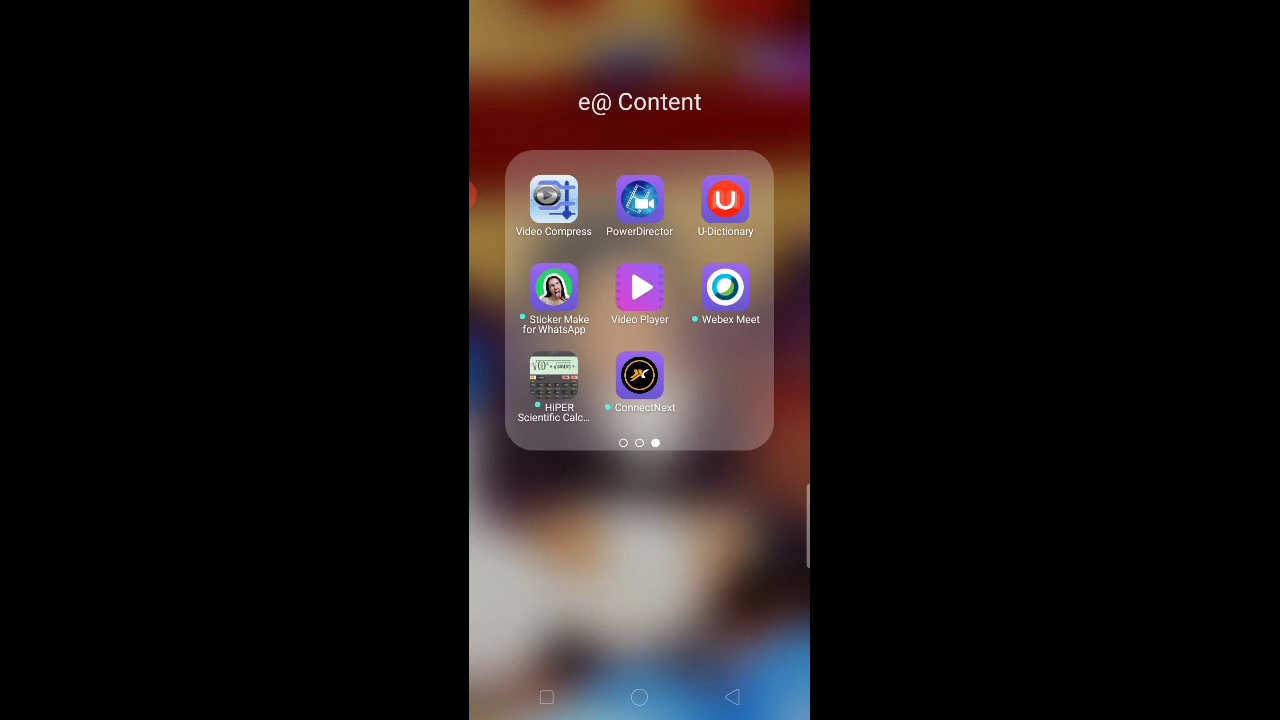 e@ Content
Video Compress
PowerDirector
U-Dictionary
Sticker Make
for WhatsApp
Video Player
Webex Meet
HiPER
Scientific Calc...
ConnectNext